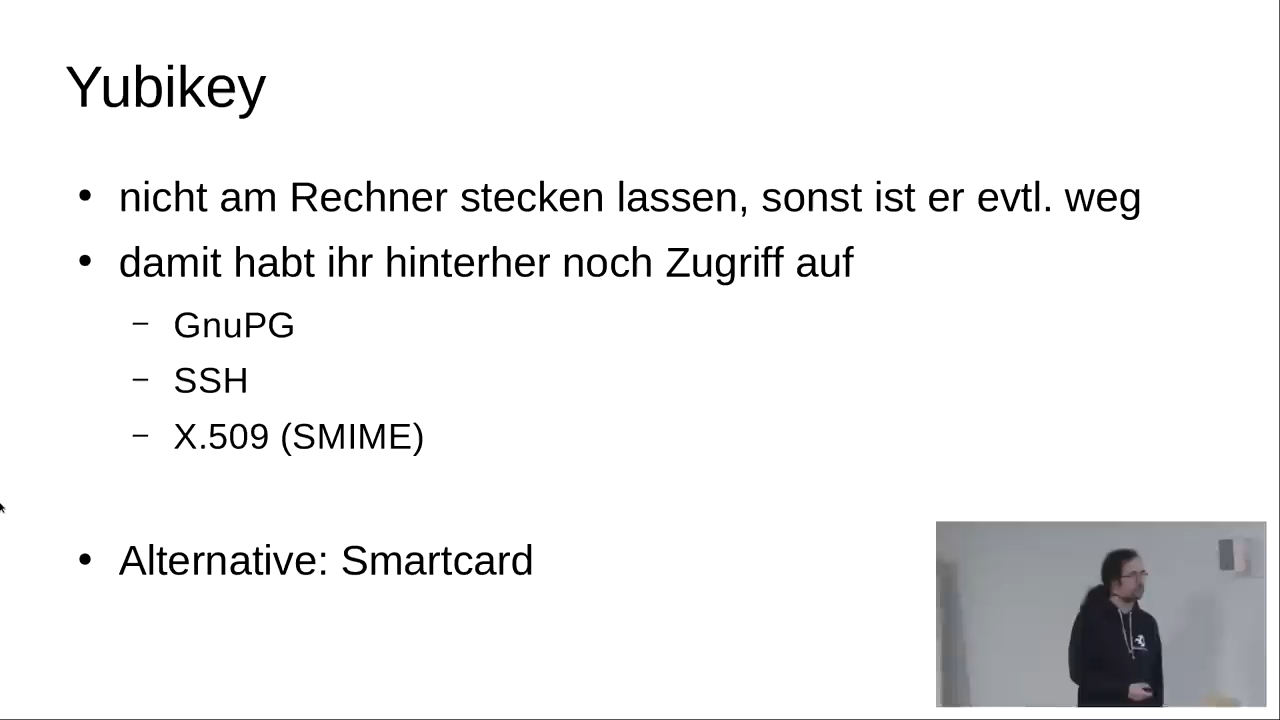 Yubikey
• nicht am Rechner stecken lassen, sonst ist er evtl. weg
• damit habt ihr hinterher noch Zugriff auf
– GnuPG
– SSH
– X.509 (SMIME)
• Alternative: Smartcard